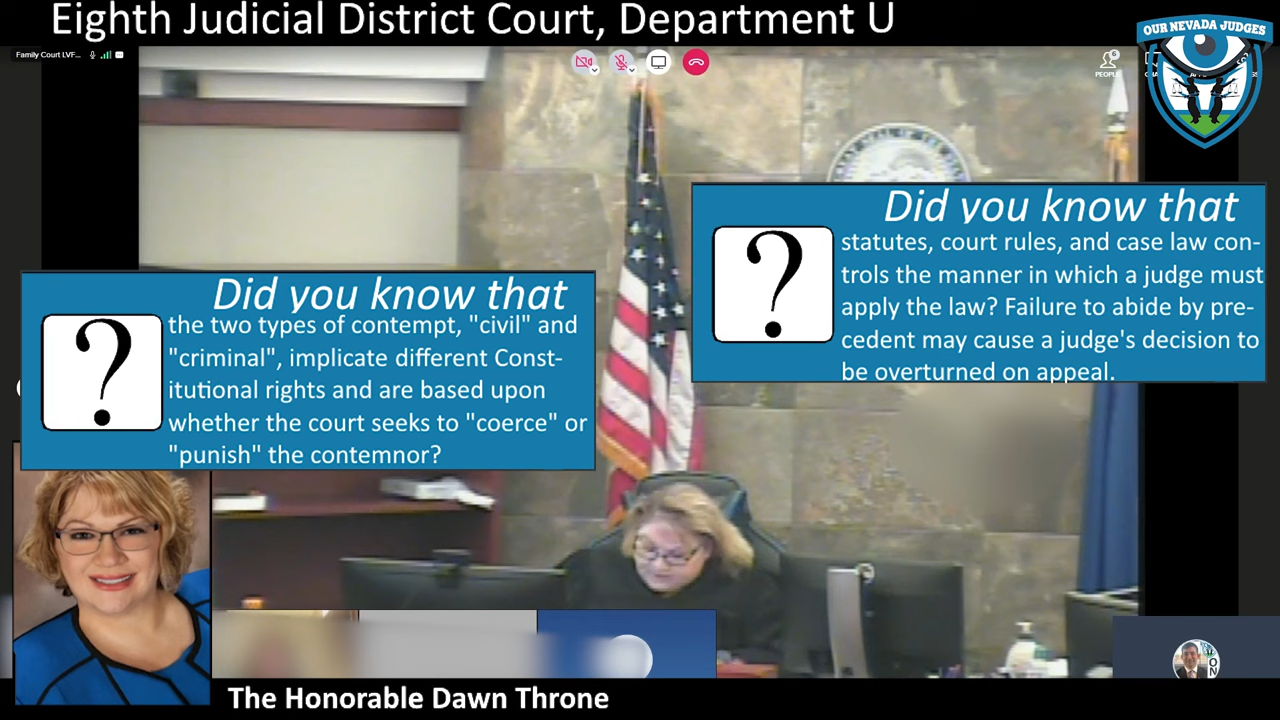 Eighth Judicial District Court, Department U
Family Court LVF...
PEOPLE
OUR NEVADA JUDGES
Did you know that
statutes, court rules, and case law con-
trols the manner in which a judge must
apply the law? Failure to abide by pre-
cedent may cause a judge's decision to
be overturned on appeal.
Did you know that
the two types of contempt, "civil" and
"criminal", implicate different Const-
itutional rights and are based upon
whether the court seeks to "coerce" or
"punish" the contemnor?
The Honorable Dawn Throne